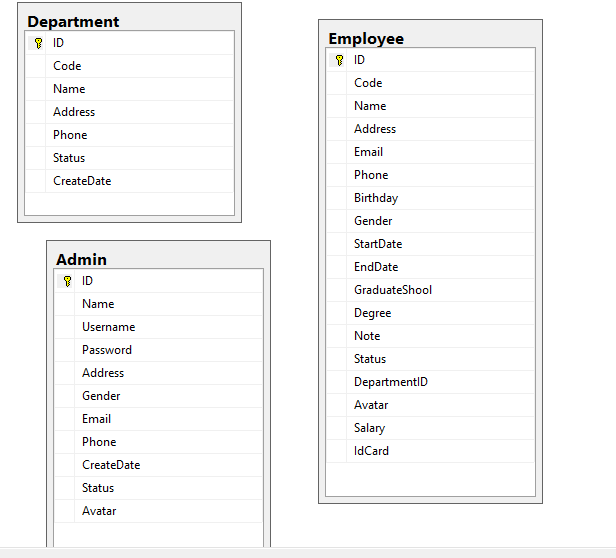 Department
ID
Code
Name
Address
Phone
Status
CreateDate
Employee
ID
Code
Name
Address
Email
Phone
Birthday
Gender
StartDate
EndDate
GraduateShool
Degree
Note
Status
DepartmentID
Avatar
Salary
IdCard
Admin
ID
Name
Username
Password
Address
Gender
Email
Phone
CreateDate
Status
Avatar